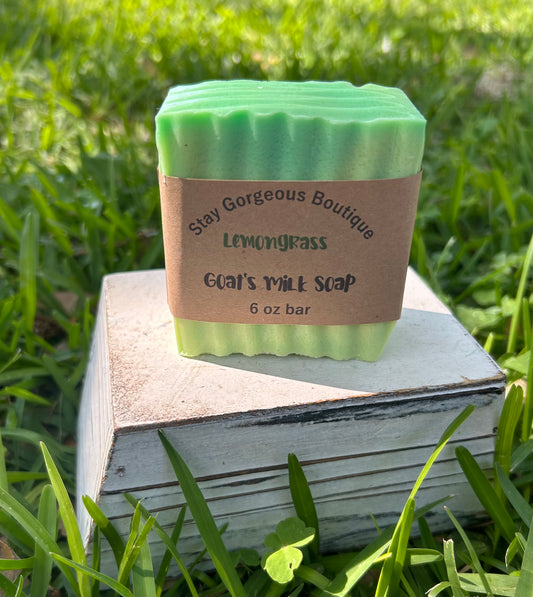 Stay Gorgeous Boutique
Lemongrass
Goat's Milk Soap
6 oz bar